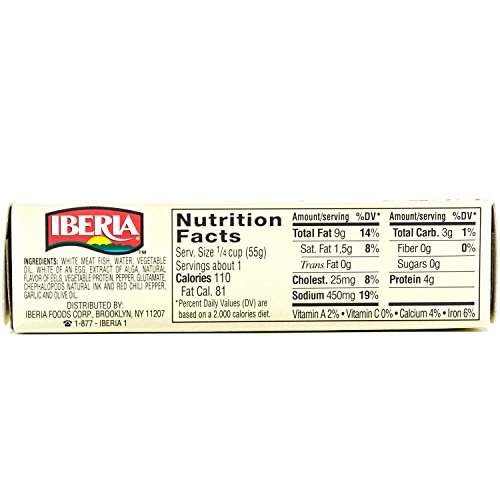 IBERIA®
™
INGREDIENTS: WHITE MEAT FISH, WATER, VEGETABLE
OIL, WHITE OF AN EGG, EXTRACT OF ALGA, NATURAL
FLAVOR OF EELS, VEGETABLE PROTEIN, PEPPER, GLUTAMATE,
CHEPHALOPODS NATURAL INK AND RED CHILI PEPPER,
GARLIC AND OLIVE OIL.
DISTRIBUTED BY:
IBERIA FOODS CORP., BROOKLYN, NY 11207
☎ 1-877 - IBERIA 1
Nutrition
Facts
Serv. Size 1/4 cup (55g)
Servings about 1
Calories 110
Fat Cal. 81
*Percent Daily Values (DV) are
based on a 2.000 calories diet.
Amount/serving %DV*
Total Fat 9g 14%
Sat. Fat 1,5g 8%
Trans Fat 0g
Cholest. 25mg 8%
Sodium 450mg 19%
Amount/serving %DV*
Total Carb. 3g 1%
Fiber 0g 0%
Sugars 0g
Protein 4g
Vitamin A 2% • Vitamin C 0% • Calcium 4% • Iron 6%